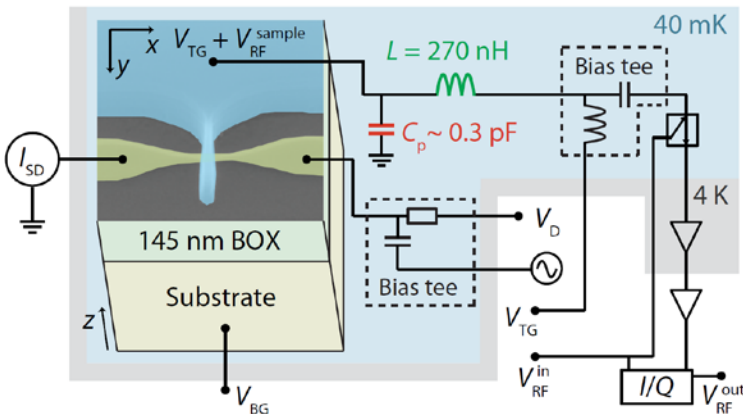 x
y
V_TG + V_RF^sample
L = 270 nH
40 mK
Bias tee
C_p ~ 0.3 pF
I_SD
4 K
V_D
145 nm BOX
Bias tee
Substrate
z
V_TG
V_RF^in
I/Q
V_RF^out
V_BG